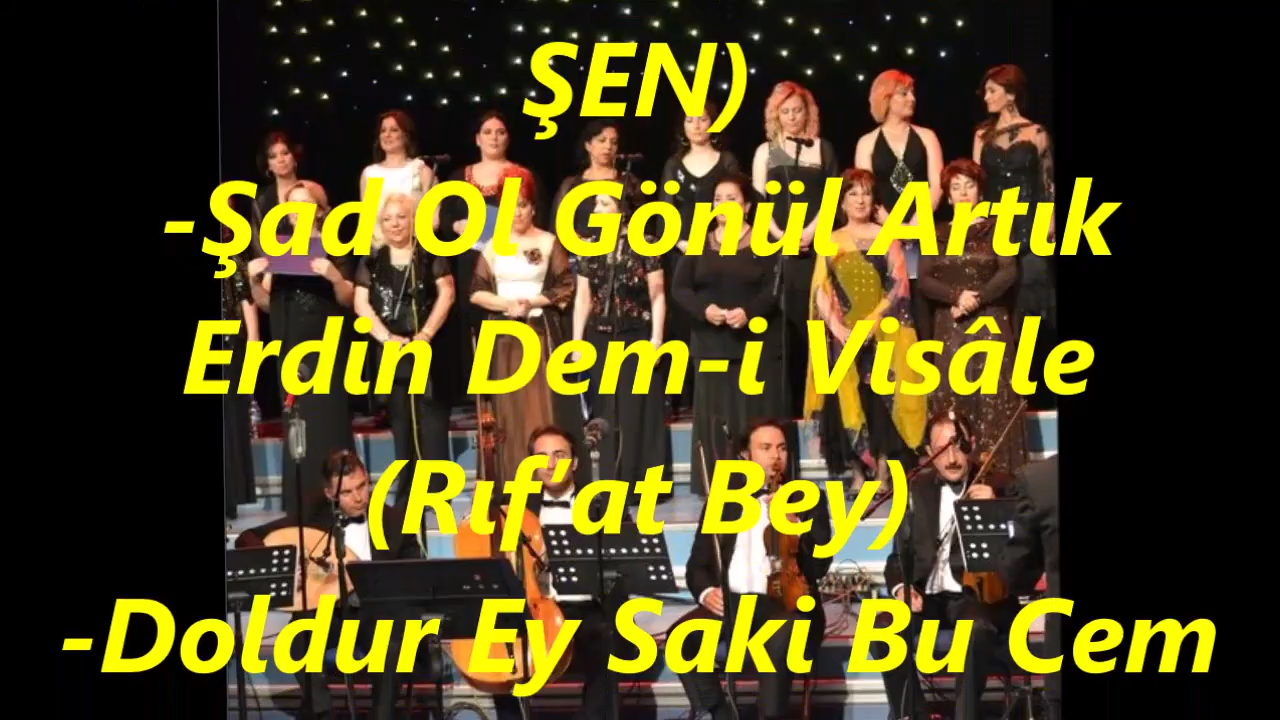 ŞEN)
-Şad Ol Gönül Artık
Erdin Dem-i Visâle
(Rıf'at Bey)
-Doldur Ey Saki Bu Cem